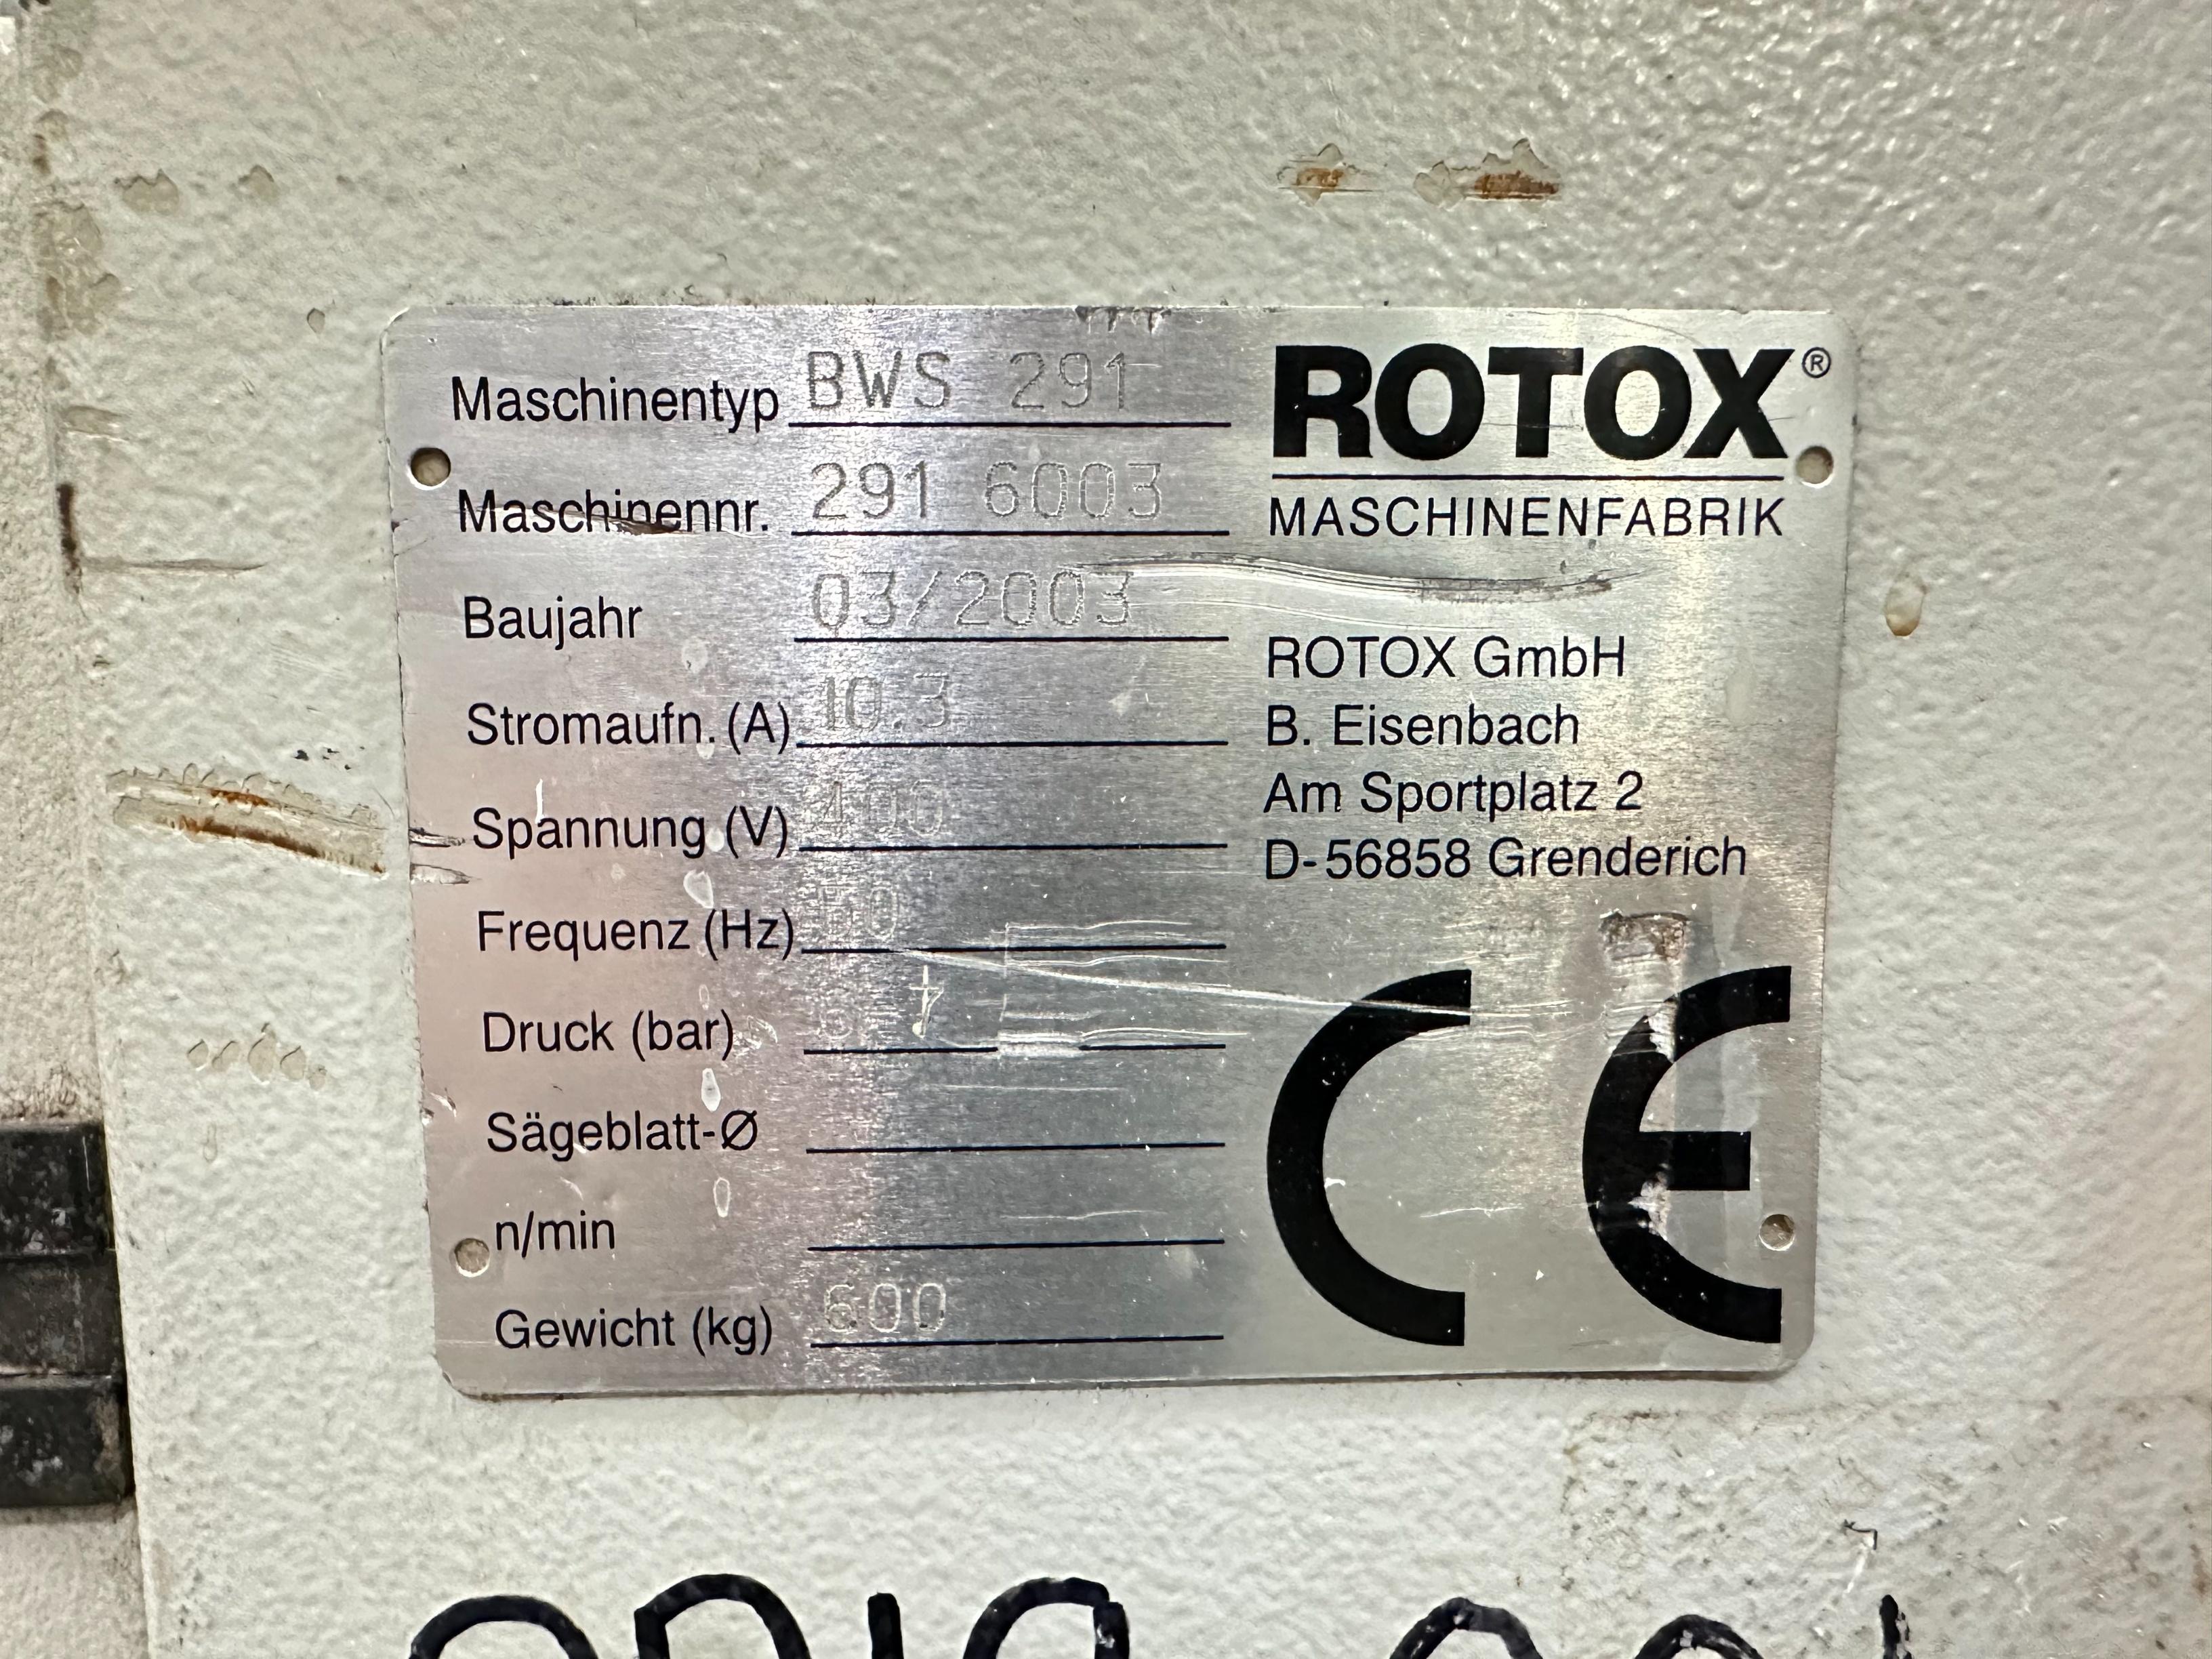 Maschinentyp BWS 291
Maschinennr. 291 6003
Baujahr 03/2003
Stromaufn. (A) 10.3
Spannung (V) 400
Frequenz (Hz) 50
Druck (bar)
Sägeblatt-Ø
n/min
Gewicht (kg) 600
ROTOX®
MASCHINENFABRIK
ROTOX GmbH
B. Eisenbach
Am Sportplatz 2
D-56858 Grenderich
CE